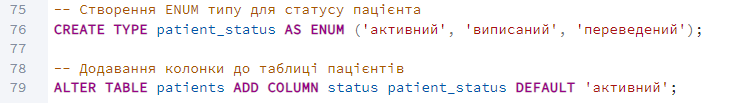 75 -- Створення ENUM типу для статусу пацієнта
76 CREATE TYPE patient_status AS ENUM ('активний', 'виписаний', 'переведений');
77
78 -- Додавання колонки до таблиці пацієнтів
79 ALTER TABLE patients ADD COLUMN status patient_status DEFAULT 'активний';